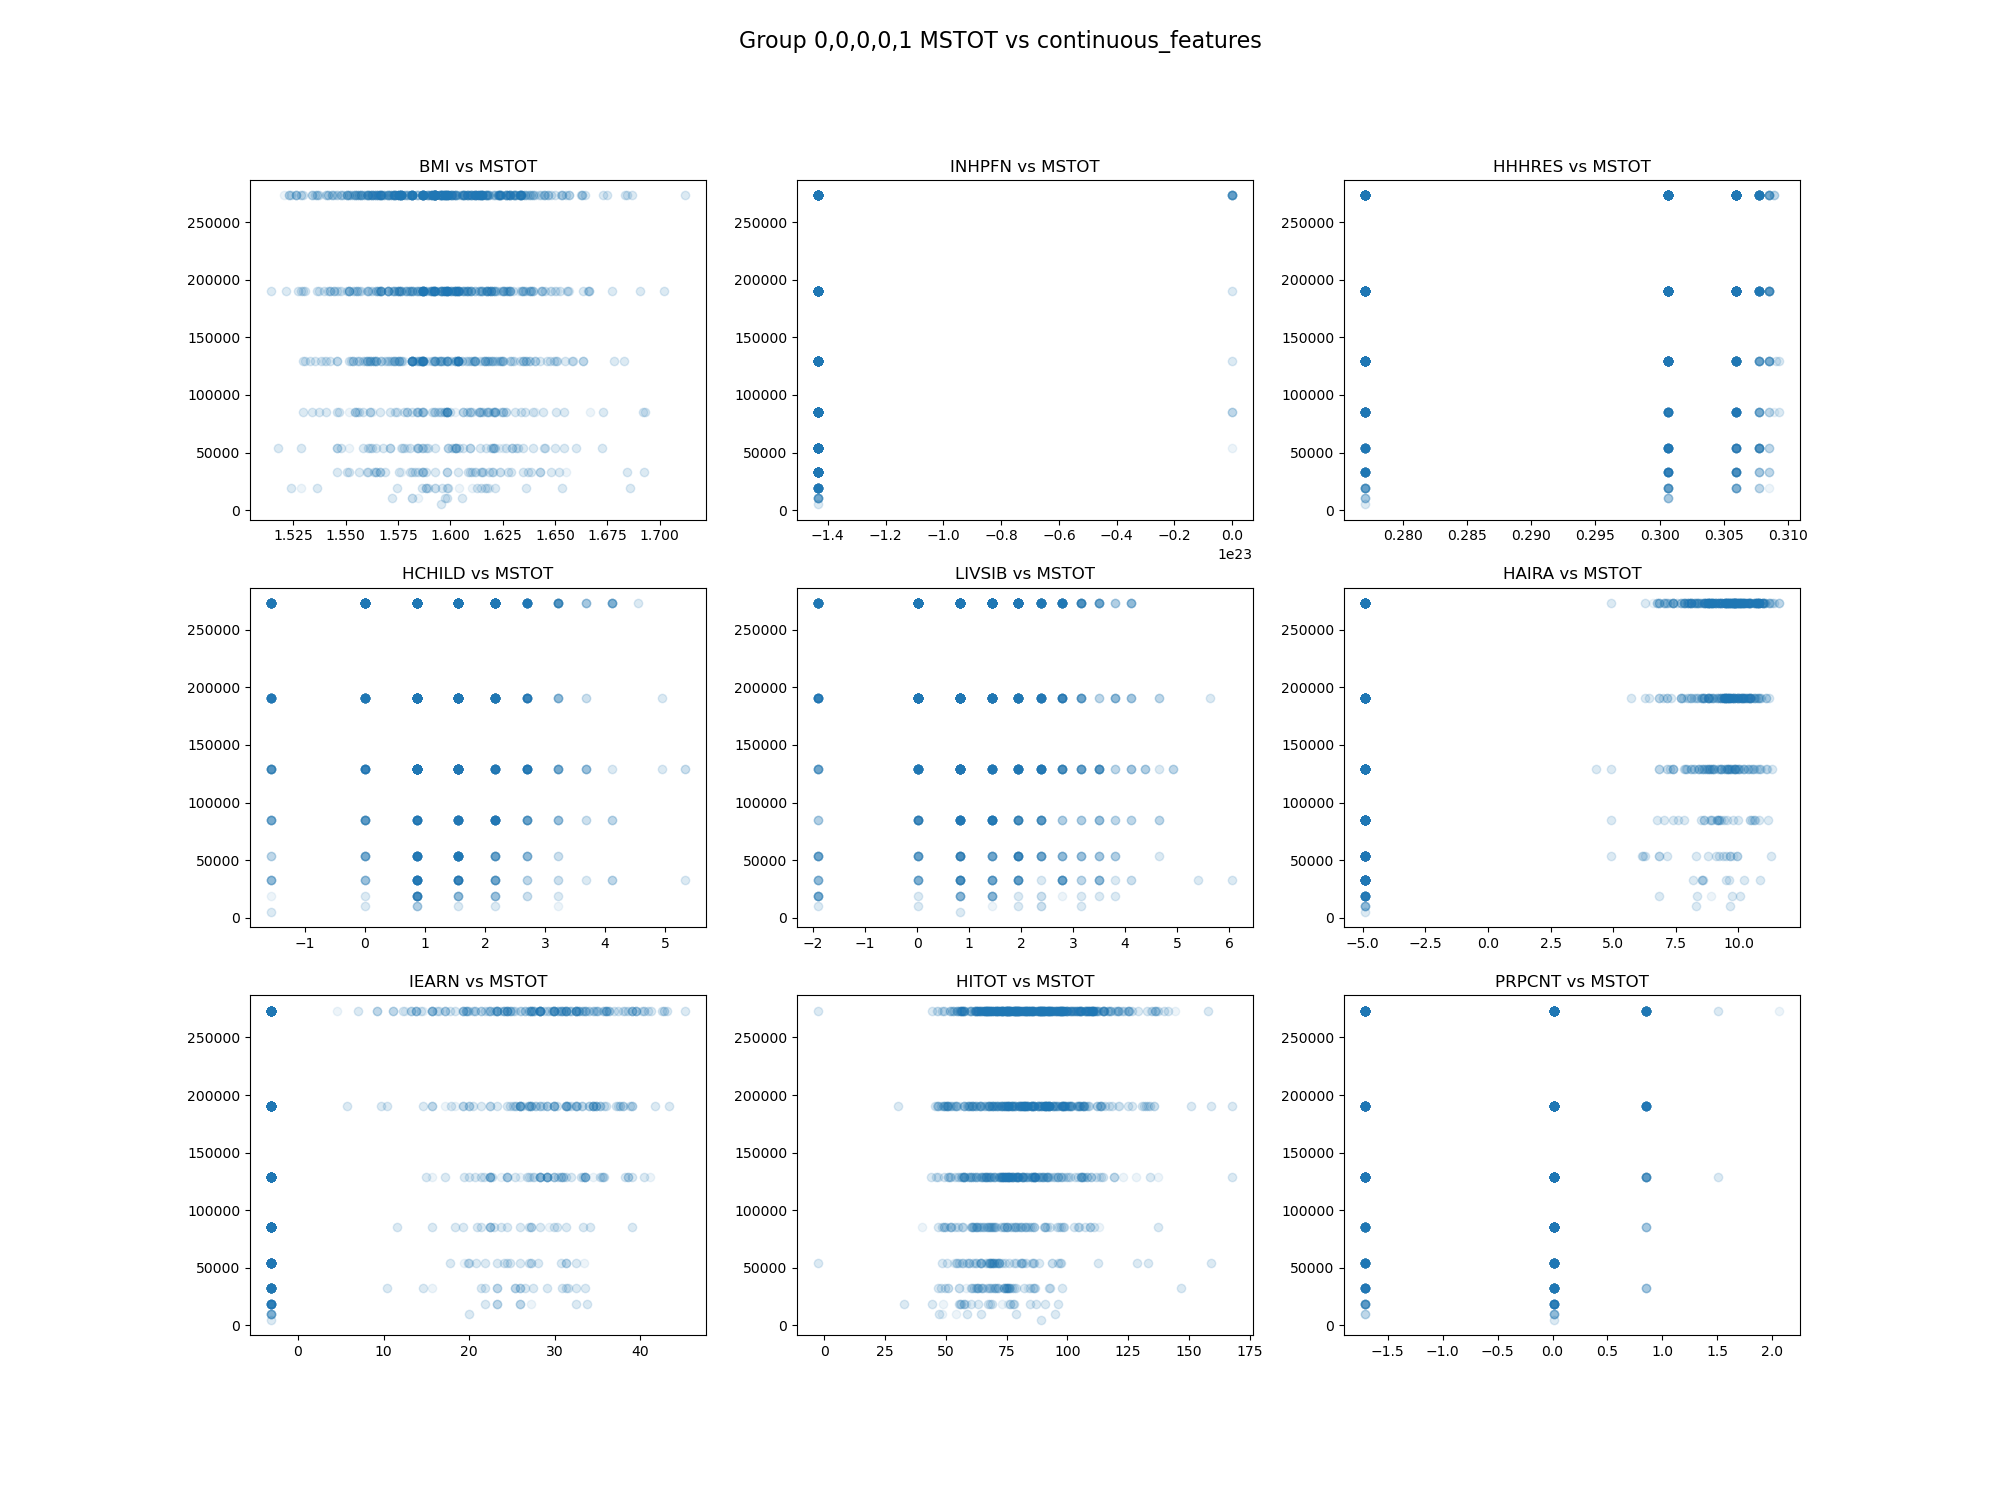 Group 0,0,0,0,1 MSTOT vs continuous_features
BMI vs MSTOT
250000
200000
150000
100000
50000
0
1.525 1.550 1.575 1.600 1.625 1.650 1.675 1.700
INHPFN vs MSTOT
250000
200000
150000
100000
50000
0
−1.4 −1.2 −1.0 −0.8 −0.6 −0.4 −0.2 0.0
1e23
HHHRES vs MSTOT
250000
200000
150000
100000
50000
0
0.280 0.285 0.290 0.295 0.300 0.305 0.310
HCHILD vs MSTOT
250000
200000
150000
100000
50000
0
−1 0 1 2 3 4 5
LIVSIB vs MSTOT
250000
200000
150000
100000
50000
0
−2 −1 0 1 2 3 4 5 6
HAIRA vs MSTOT
250000
200000
150000
100000
50000
0
−5.0 −2.5 0.0 2.5 5.0 7.5 10.0
IEARN vs MSTOT
250000
200000
150000
100000
50000
0
0 10 20 30 40
HITOT vs MSTOT
250000
200000
150000
100000
50000
0
0 25 50 75 100 125 150 175
PRPCNT vs MSTOT
250000
200000
150000
100000
50000
0
−1.5 −1.0 −0.5 0.0 0.5 1.0 1.5 2.0